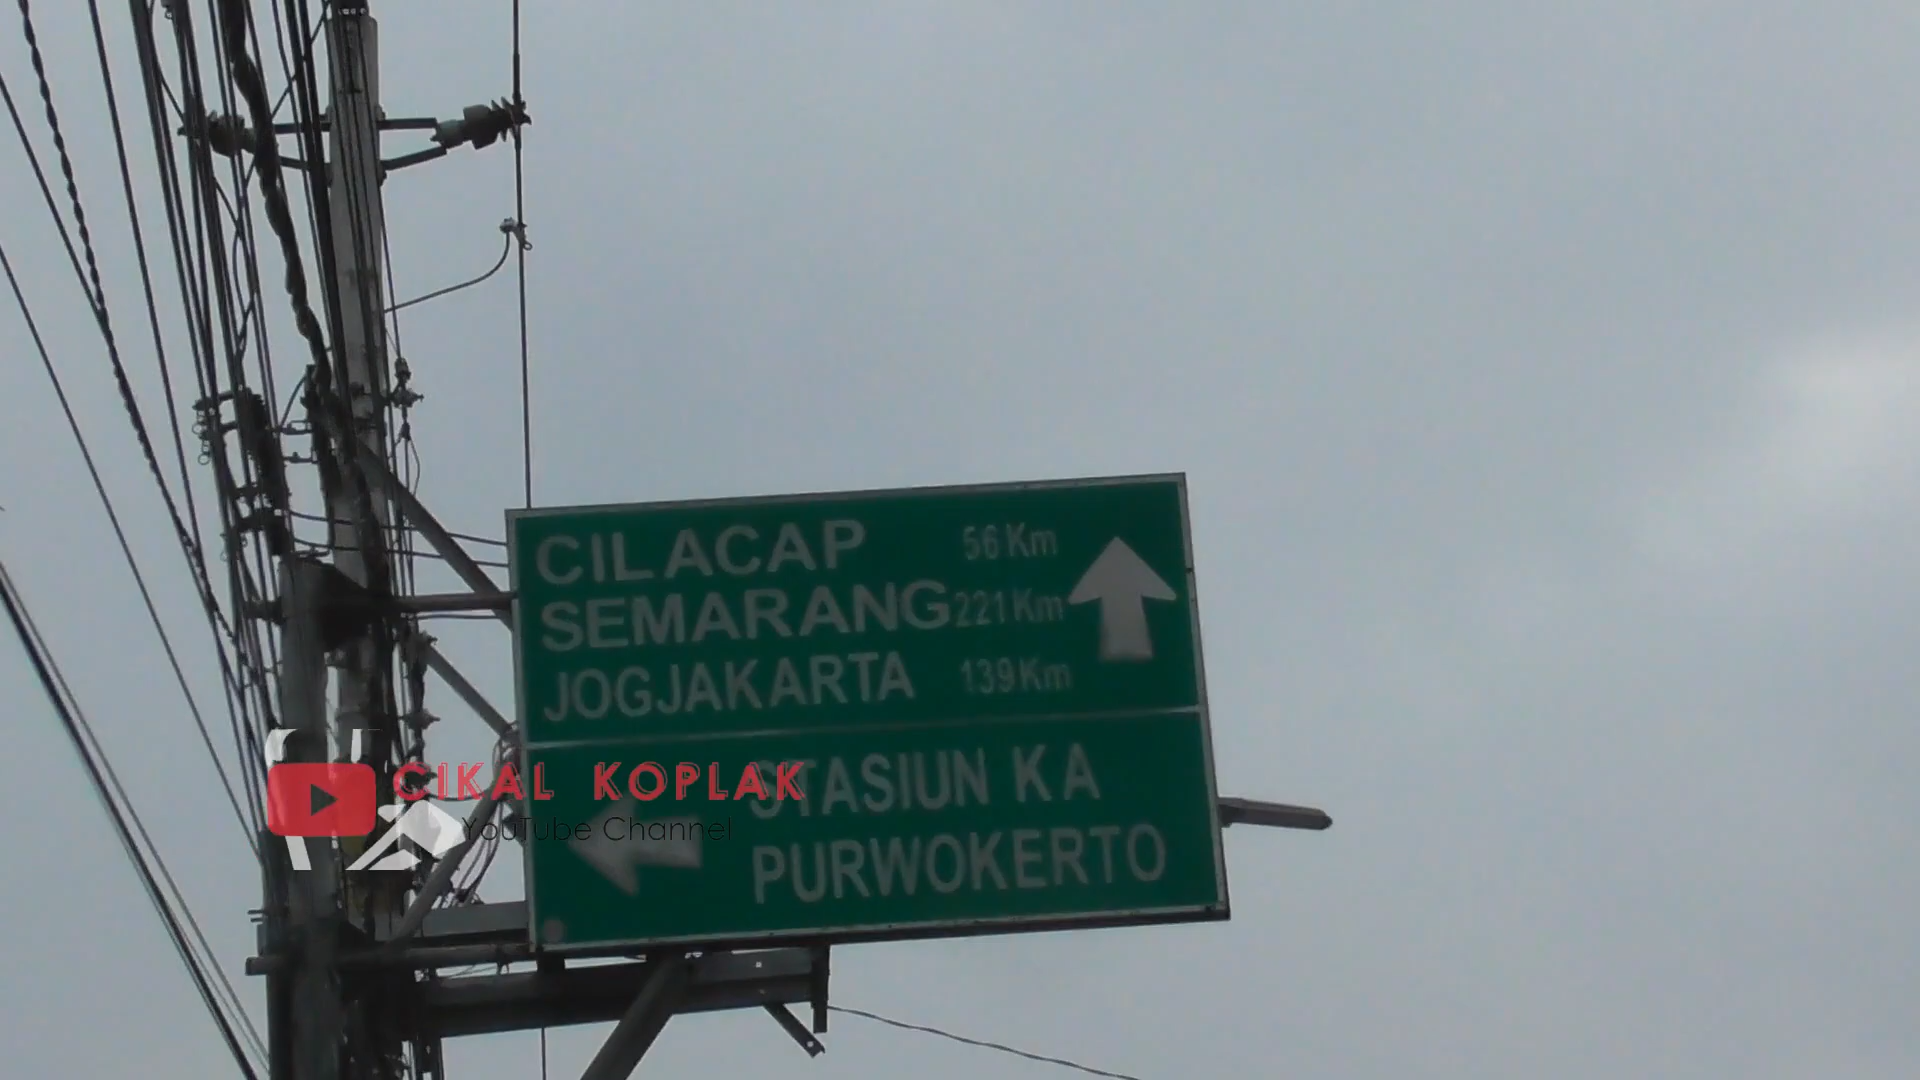 CILACAP 56 Km
SEMARANG 221 Km
JOGJAKARTA 139 Km
STASIUN KA
PURWOKERTO
CIKAL KOPLAK
YouTube Channel